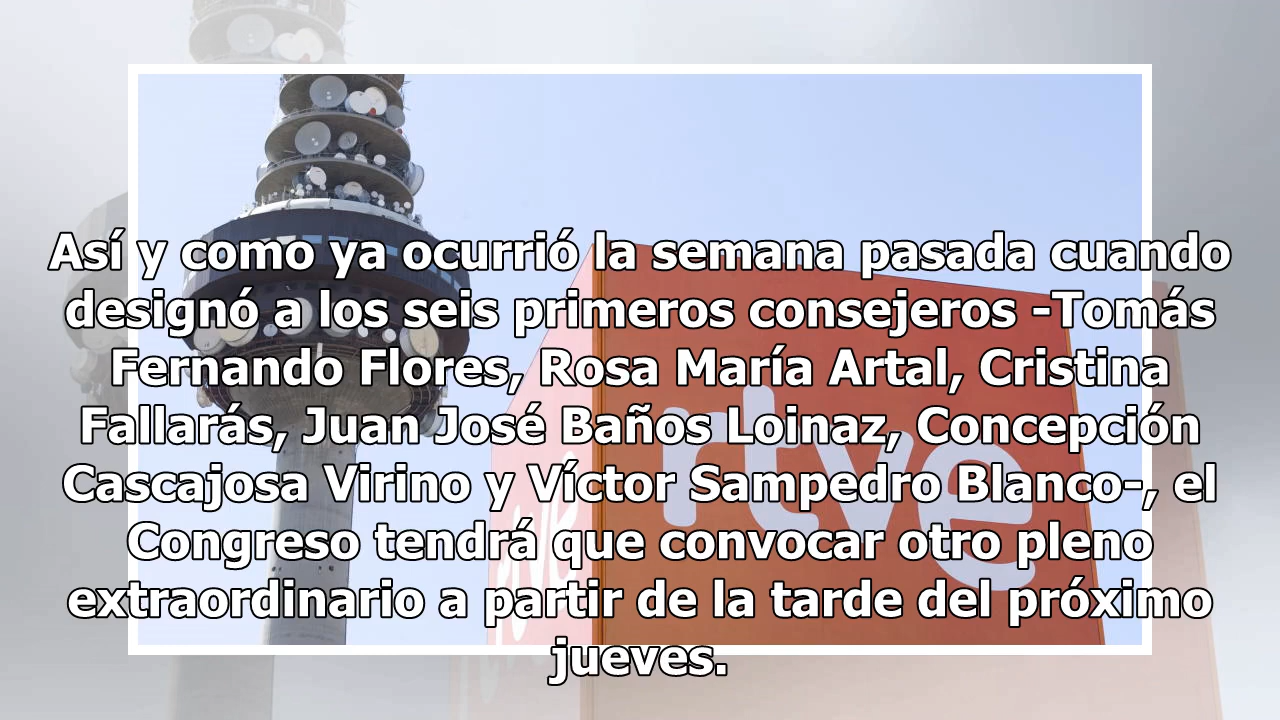 Así y como ya ocurrió la semana pasada cuando
designó a los seis primeros consejeros -Tomás
Fernando Flores, Rosa María Artal, Cristina
Fallarás, Juan José Baños Loinaz, Concepción
Cascajosa Virino y Víctor Sampedro Blanco-, el
Congreso tendrá que convocar otro pleno
extraordinario a partir de la tarde del próximo
jueves.
rtve